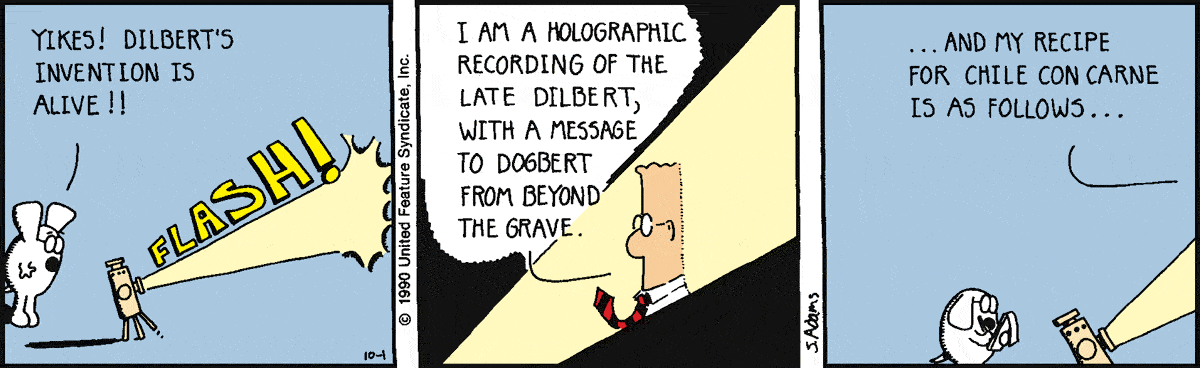 YIKES! DILBERT'S
INVENTION IS
ALIVE!!
FLASH!
10-1
© 1990 United Feature Syndicate, Inc.
I AM A HOLOGRAPHIC
RECORDING OF THE
LATE DILBERT,
WITH A MESSAGE
TO DOGBERT
FROM BEYOND
THE GRAVE.
S.Adams
...AND MY RECIPE
FOR CHILE CON CARNE
IS AS FOLLOWS...